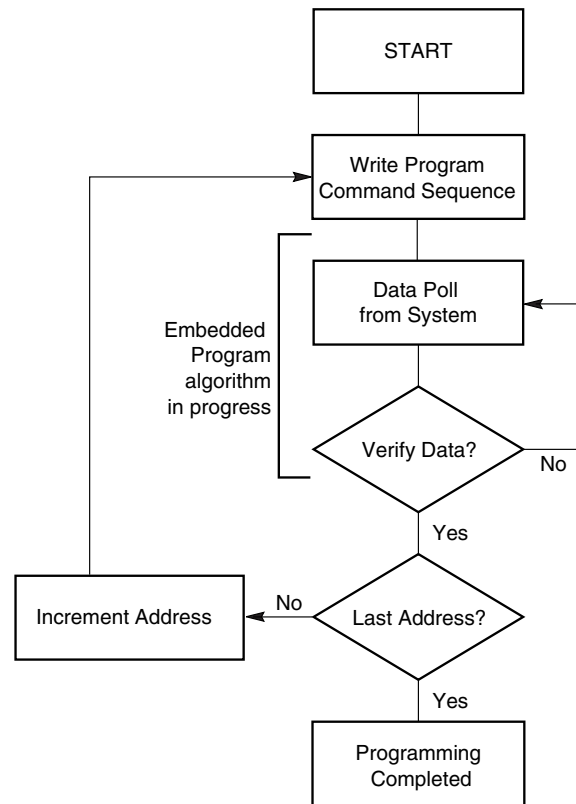 START
Write Program
Command Sequence
Data Poll
from System
Embedded
Program
algorithm
in progress
Verify Data?
No
Yes
Increment Address
No
Last Address?
Yes
Programming
Completed